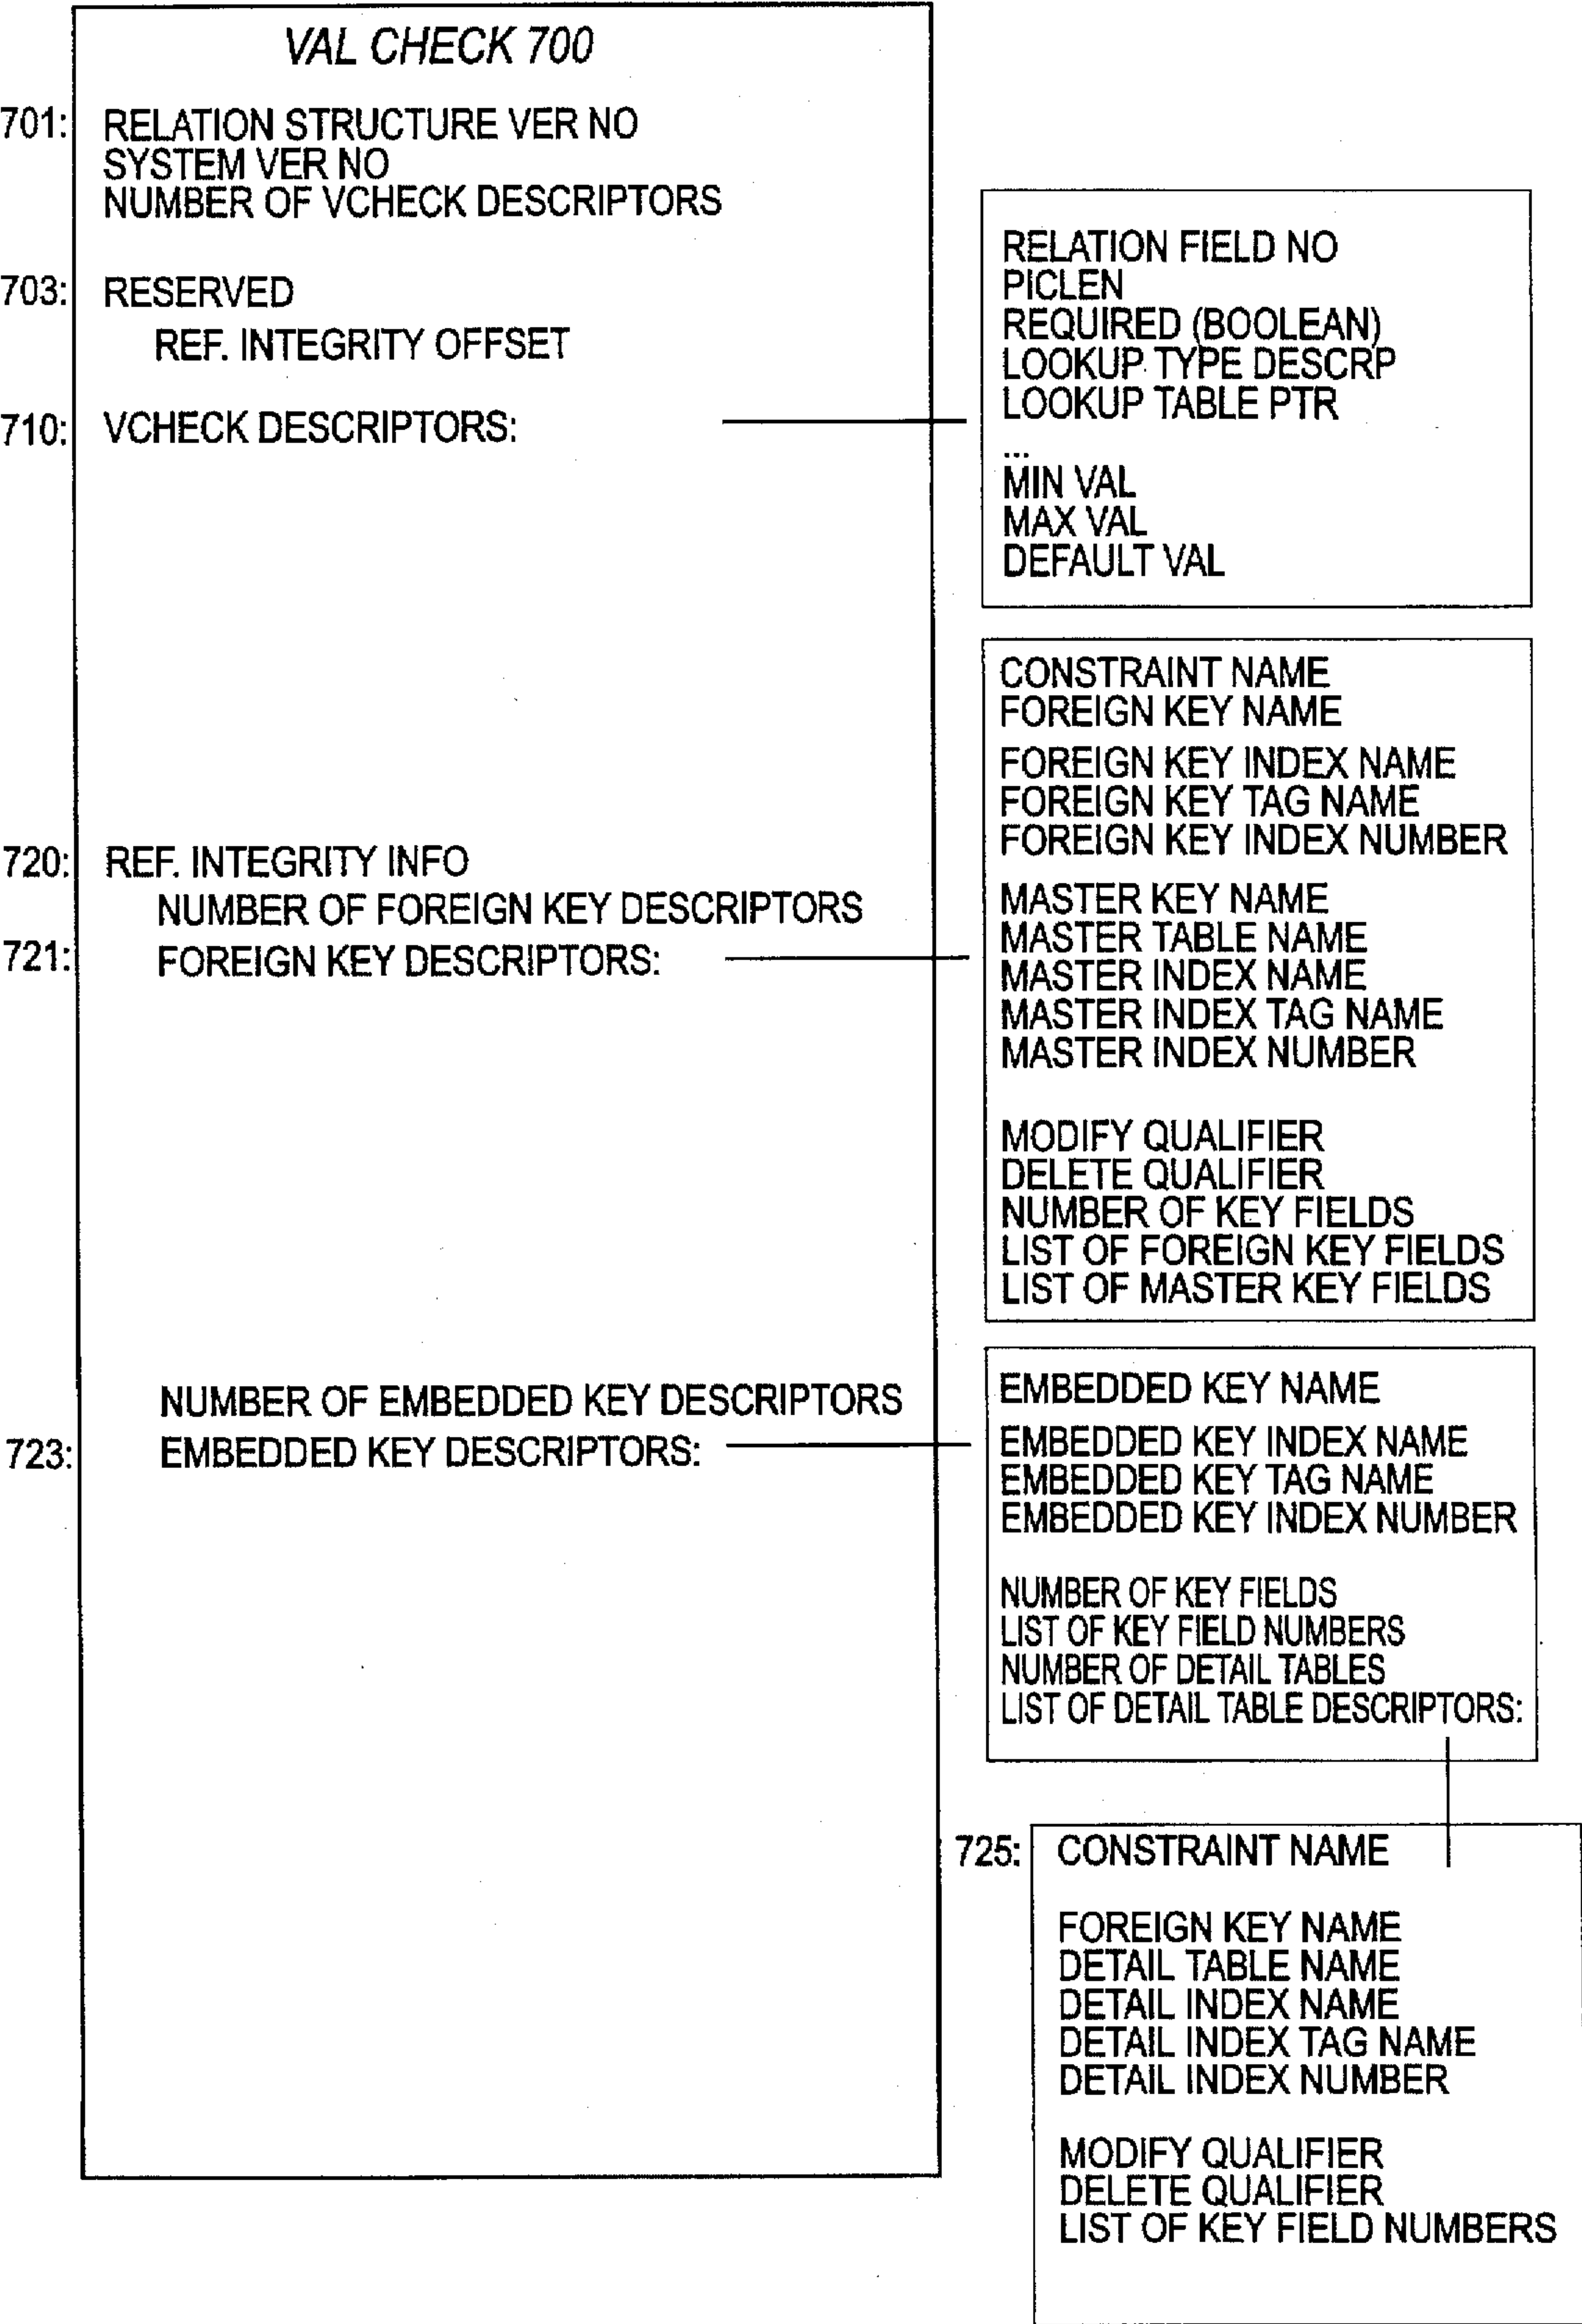 VAL CHECK 700
701: RELATION STRUCTURE VER NO
SYSTEM VER NO
NUMBER OF VCHECK DESCRIPTORS
703: RESERVED
REF. INTEGRITY OFFSET
710: VCHECK DESCRIPTORS:
RELATION FIELD NO
PICLEN
REQUIRED (BOOLEAN)
LOOKUP TYPE DESCRP
LOOKUP TABLE PTR
...
MIN VAL
MAX VAL
DEFAULT VAL
720: REF. INTEGRITY INFO
NUMBER OF FOREIGN KEY DESCRIPTORS
721: FOREIGN KEY DESCRIPTORS:
CONSTRAINT NAME
FOREIGN KEY NAME
FOREIGN KEY INDEX NAME
FOREIGN KEY TAG NAME
FOREIGN KEY INDEX NUMBER
MASTER KEY NAME
MASTER TABLE NAME
MASTER INDEX NAME
MASTER INDEX TAG NAME
MASTER INDEX NUMBER
MODIFY QUALIFIER
DELETE QUALIFIER
NUMBER OF KEY FIELDS
LIST OF FOREIGN KEY FIELDS
LIST OF MASTER KEY FIELDS
NUMBER OF EMBEDDED KEY DESCRIPTORS
723: EMBEDDED KEY DESCRIPTORS:
EMBEDDED KEY NAME
EMBEDDED KEY INDEX NAME
EMBEDDED KEY TAG NAME
EMBEDDED KEY INDEX NUMBER
NUMBER OF KEY FIELDS
LIST OF KEY FIELD NUMBERS
NUMBER OF DETAIL TABLES
LIST OF DETAIL TABLE DESCRIPTORS:
725: CONSTRAINT NAME
FOREIGN KEY NAME
DETAIL TABLE NAME
DETAIL INDEX NAME
DETAIL INDEX TAG NAME
DETAIL INDEX NUMBER
MODIFY QUALIFIER
DELETE QUALIFIER
LIST OF KEY FIELD NUMBERS